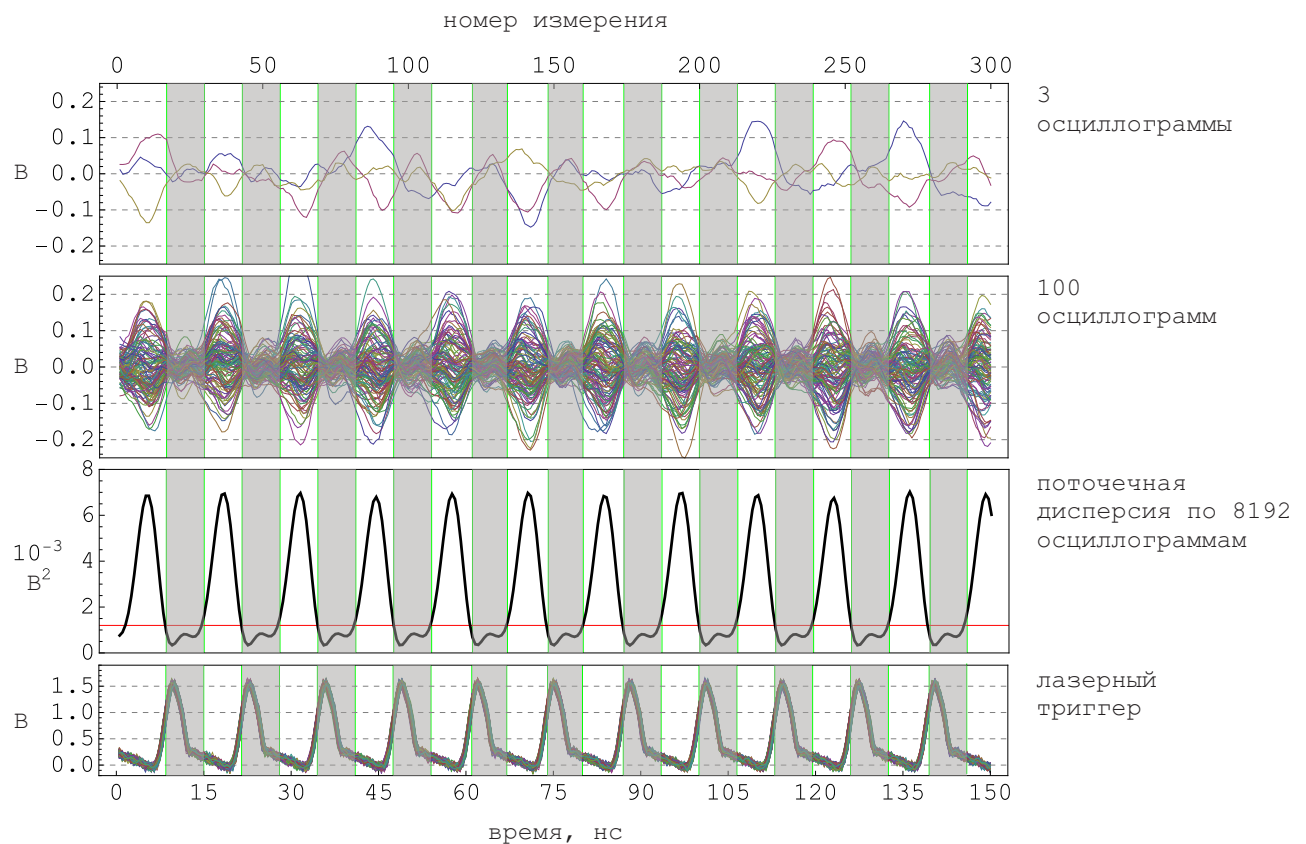 номер измерения
0 50 100 150 200 250 300
0.2
0.1
В 0.0
-0.1
-0.2
3
осциллограммы
0.2
0.1
В 0.0
-0.1
-0.2
100
осциллограмм
8
6
4
2
0
10⁻³
В²
поточечная
дисперсия по 8192
осциллограммам
1.5
В 1.0
0.5
0.0
лазерный
триггер
0 15 30 45 60 75 90 105 120 135 150
время, нс